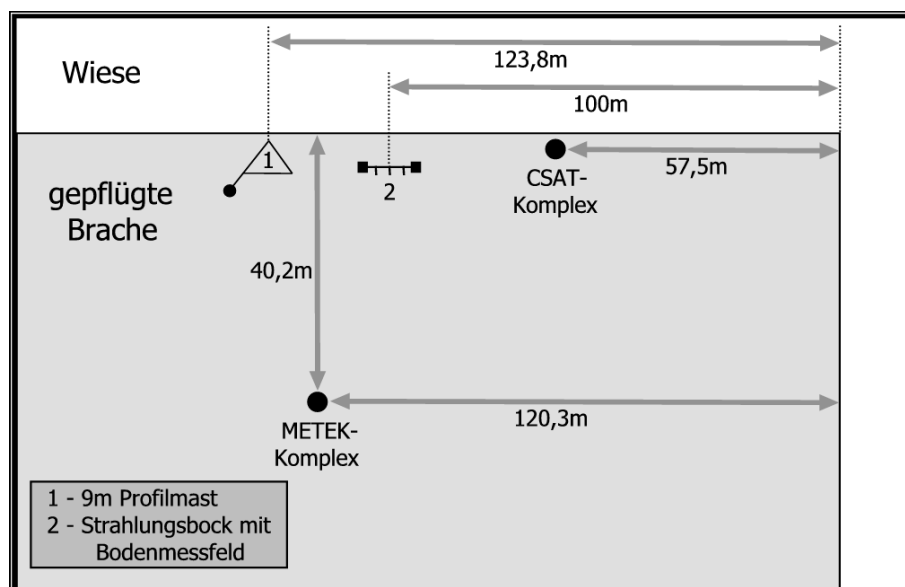 123,8m
Wiese
100m
1
57,5m
CSAT-
Komplex
2
gepflügte
Brache
40,2m
120,3m
METEK-
Komplex
1 - 9m Profilmast
2 - Strahlungsbock mit
Bodenmessfeld